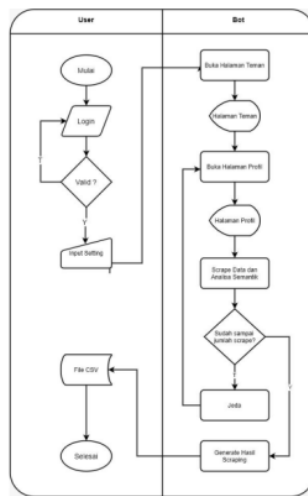 User
Bot
Mulai
Login
Valid ?
Y
Input Setting
Buka Halaman Teman
Halaman Teman
Buka Halaman Profil
Halaman Profil
Scrape Data dan
Analisa Semantik
Sudah sampai
jumlah scrape?
Jeda
Generate Hasil
Scraping
File CSV
Selesai